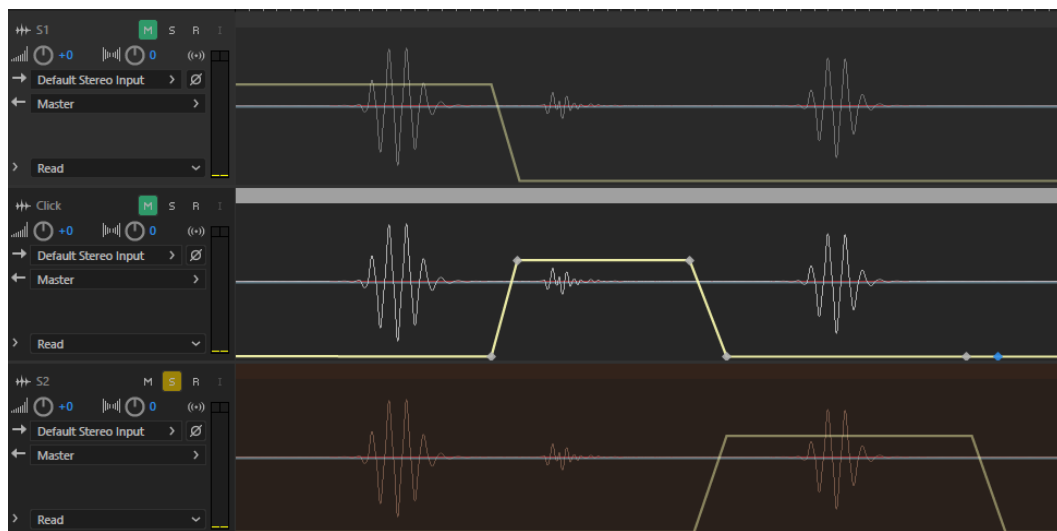 S1 M S R I
+0 0
Default Stereo Input > Ø
Master >
> Read
Click M S R I
+0 0
Default Stereo Input > Ø
Master >
> Read
S2 M S R I
+0 0
Default Stereo Input > Ø
Master >
> Read